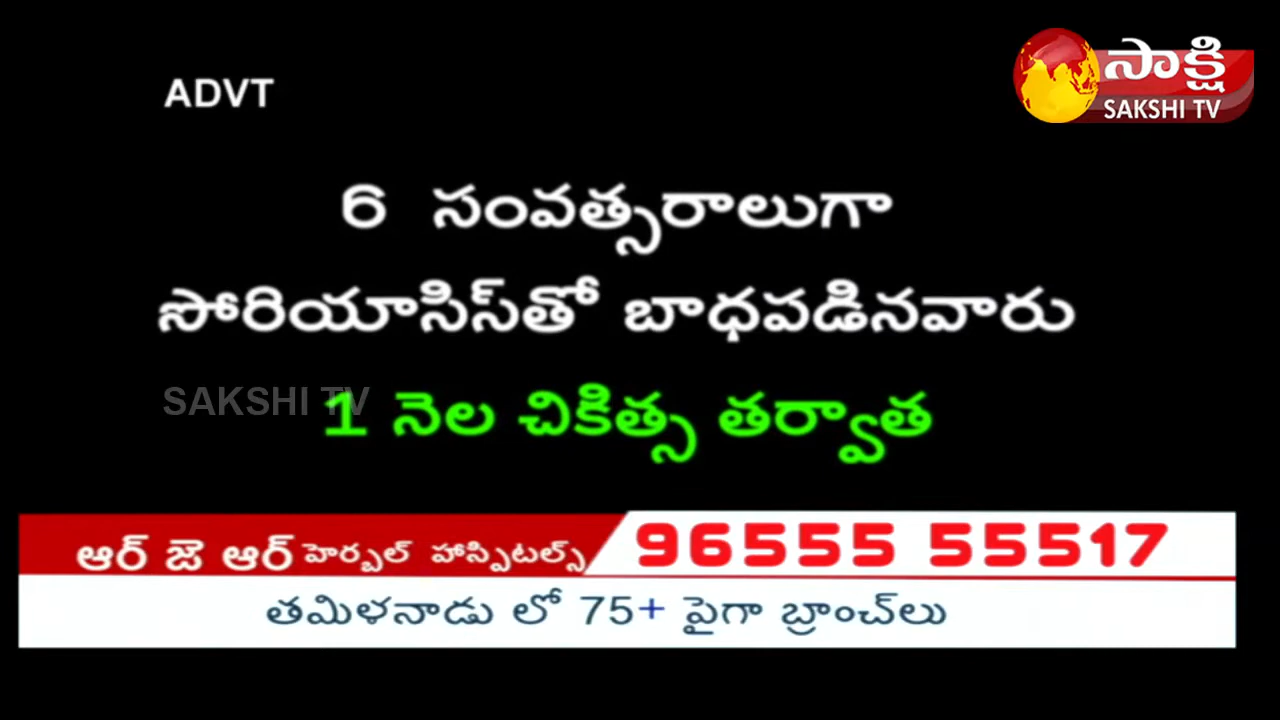 ADVT
సాక్షి
SAKSHI TV
6 సంవత్సరాలుగా
సోరియాసిస్‌తో బాధపడినవారు
SAKSHI TV
1 నెల చికిత్స తర్వాత
ఆర్ జె ఆర్ హెర్బల్ హాస్పిటల్స్
96555 55517
తమిళనాడు లో 75+ పైగా బ్రాంచ్‌లు